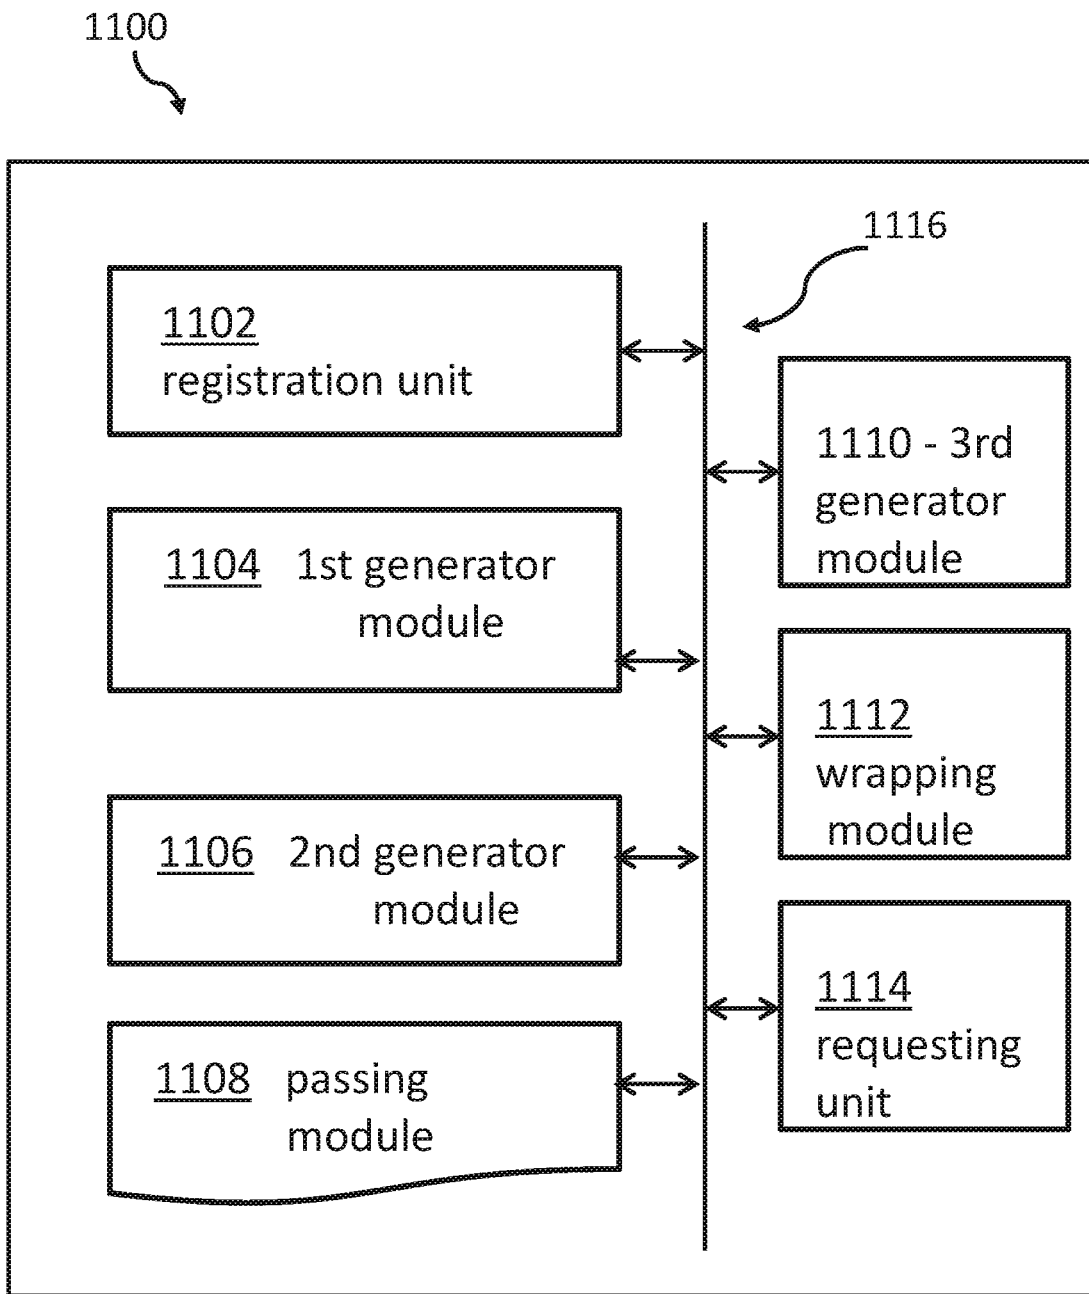 1100
1116
1102
registration unit
1104 1st generator
module
1106 2nd generator
module
1108 passing
module
1110 - 3rd
generator
module
1112
wrapping
module
1114
requesting
unit